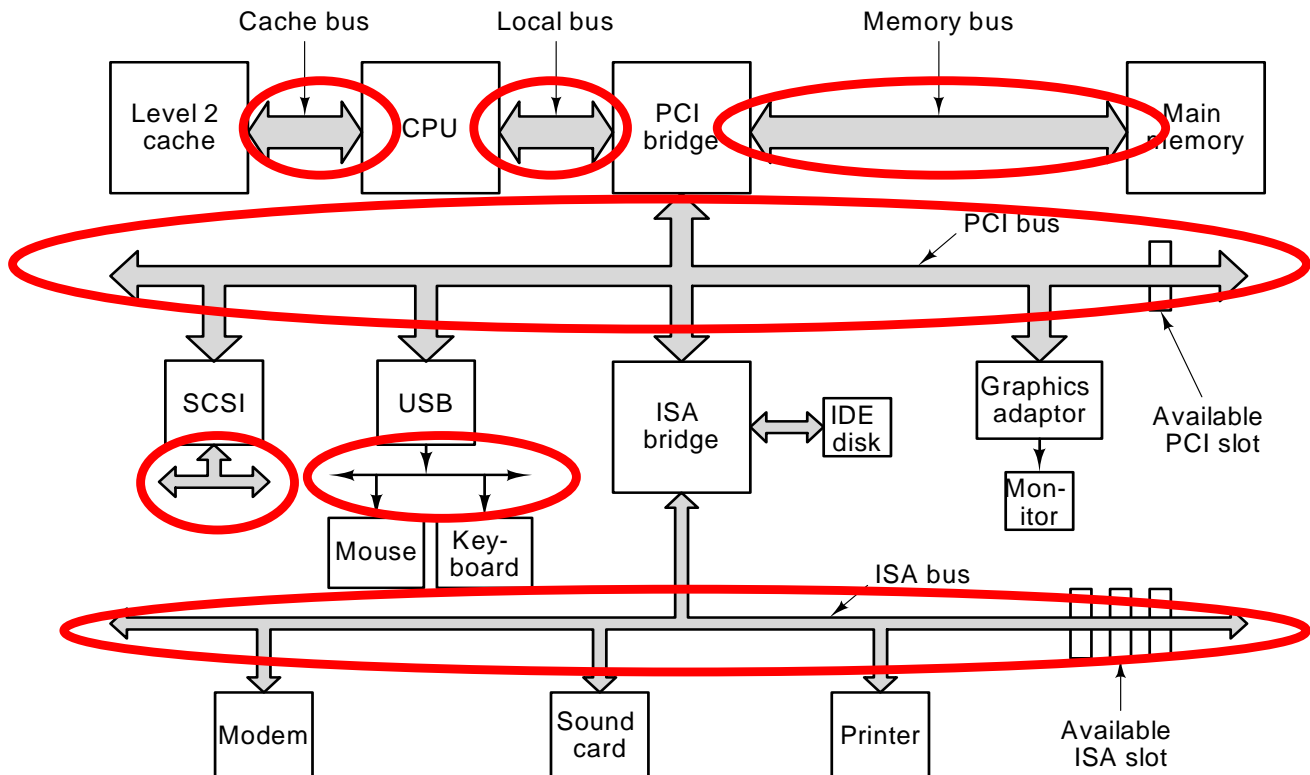 Cache bus
Local bus
Memory bus
Level 2
cache
CPU
PCI
bridge
Main
memory
PCI bus
SCSI
USB
ISA
bridge
IDE
disk
Graphics
adaptor
Available
PCI slot
Mon-
itor
Mouse
Key-
board
ISA bus
Modem
Sound
card
Printer
Available
ISA slot